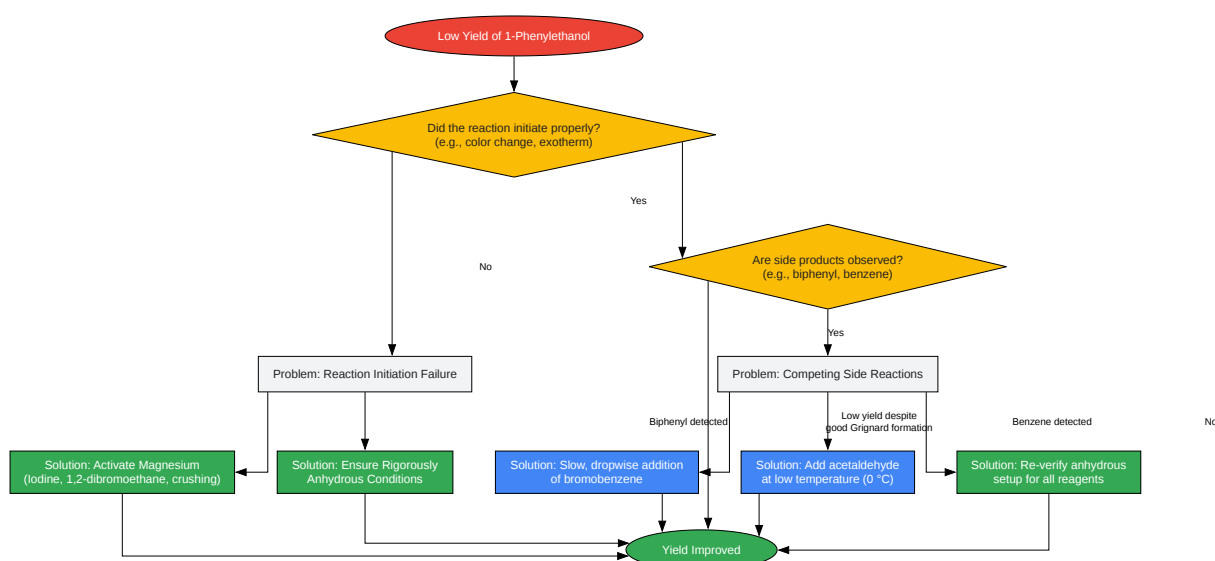 Low Yield of 1-Phenylethanol
Did the reaction initiate properly?
(e.g., color change, exotherm)
Yes
Are side products observed?
(e.g., biphenyl, benzene)
No
Yes
Problem: Reaction Initiation Failure
Problem: Competing Side Reactions
Biphenyl detected
Low yield despite
good Grignard formation
Benzene detected
No
Solution: Activate Magnesium
(Iodine, 1,2-dibromoethane, crushing)
Solution: Ensure Rigorously
Anhydrous Conditions
Solution: Slow, dropwise addition
of bromobenzene
Solution: Add acetaldehyde
at low temperature (0 °C)
Solution: Re-verify anhydrous
setup for all reagents
Yield Improved